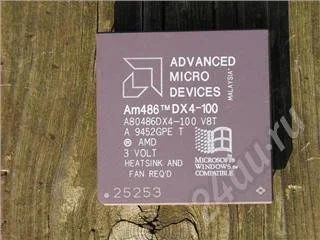 ADVANCED
MICRO
DEVICES
MALAYSIA
Am486™DX4-100
A80486DX4-100 V8T
A 9452GPE T
© AMD
3 VOLT
HEATSINK AND
FAN REQ'D
MICROSOFT
WINDOWS™
COMPATIBLE
25253
24au.ru